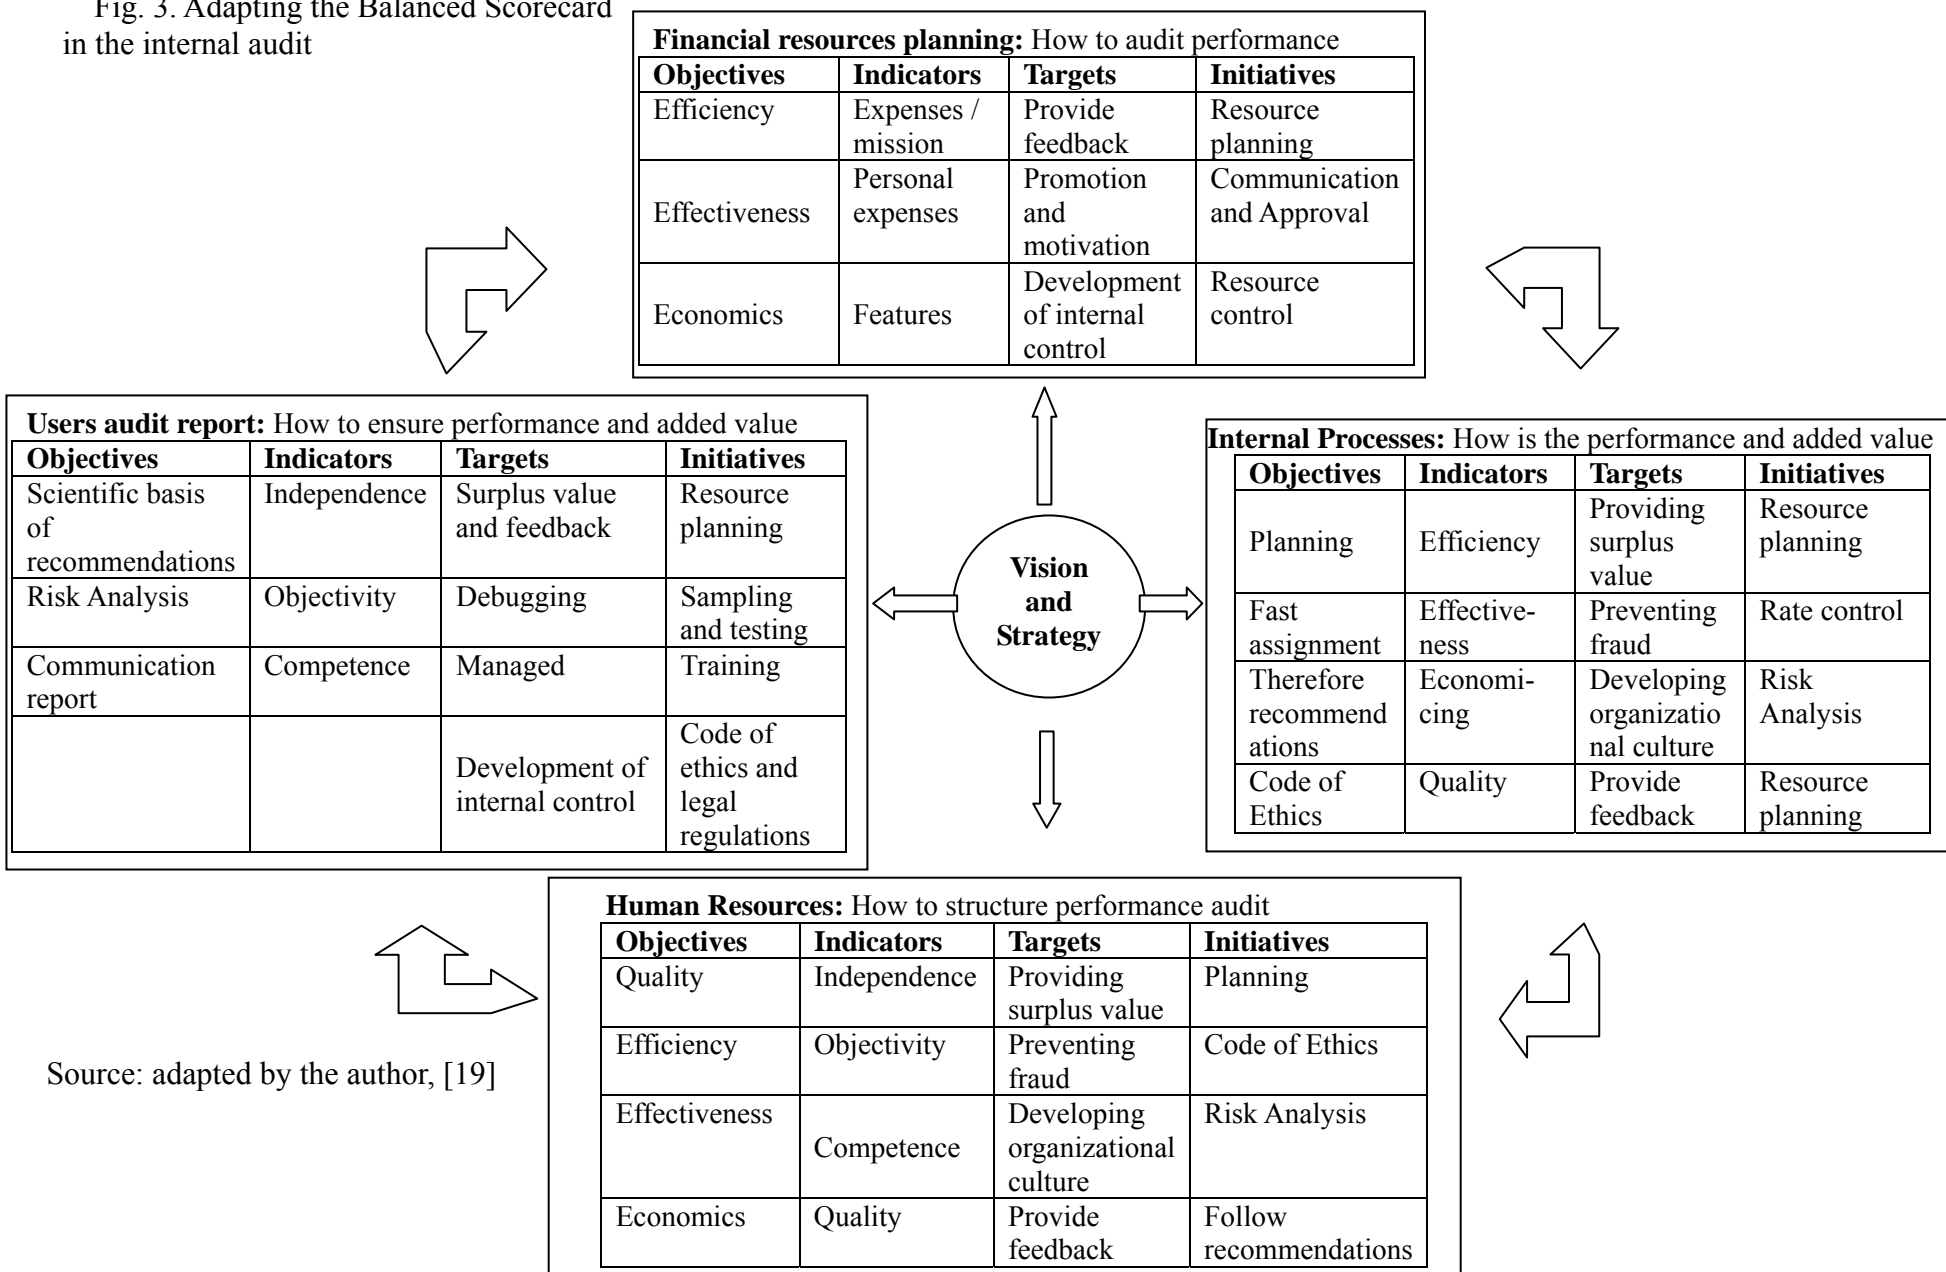 Fig. 3. Adapting the Balanced Scorecard
in the internal audit
Financial resources planning: How to audit performance
Objectives Indicators Targets Initiatives
Efficiency Expenses / Provide Resource
mission feedback planning
Personal Promotion Communication
Effectiveness expenses and and Approval
motivation
Development Resource
Economics Features of internal control
control
Users audit report: How to ensure performance and added value
Objectives Indicators Targets Initiatives
Scientific basis Independence Surplus value Resource
of and feedback planning
recommendations
Risk Analysis Objectivity Debugging Sampling
and testing
Communication Competence Managed Training
report
Code of
Development of ethics and
internal control legal
regulations
Vision
and
Strategy
Internal Processes: How is the performance and added value
Objectives Indicators Targets Initiatives
Providing Resource
Planning Efficiency surplus planning
value
Fast Effective- Preventing Rate control
assignment ness fraud
Therefore Economi- Developing Risk
recommend cing organizatio Analysis
ations nal culture
Code of Quality Provide Resource
Ethics feedback planning
Human Resources: How to structure performance audit
Objectives Indicators Targets Initiatives
Quality Independence Providing Planning
surplus value
Efficiency Objectivity Preventing Code of Ethics
fraud
Effectiveness Developing Risk Analysis
Competence organizational
culture
Economics Quality Provide Follow
feedback recommendations
Source: adapted by the author, [19]